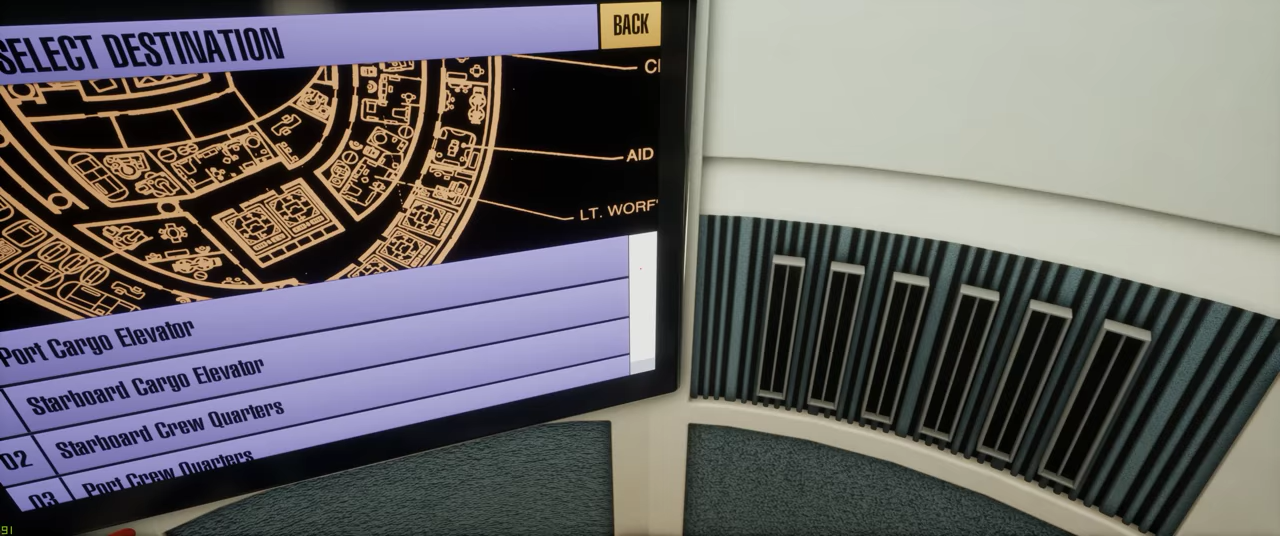 SELECT DESTINATION
BACK
AID
LT. WORF'
Port Cargo Elevator
Starboard Cargo Elevator
02 Starboard Crew Quarters
03 Port Crew Quarters
91